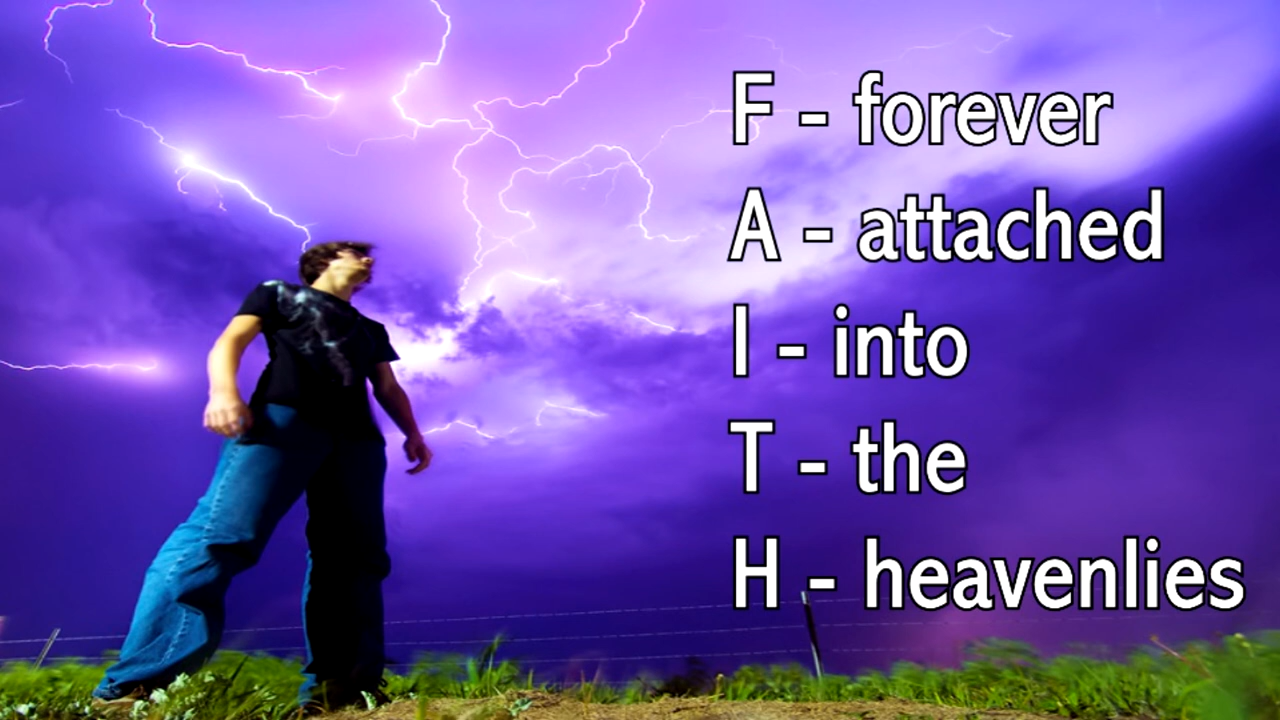 F - forever
A - attached
I - into
T - the
H - heavenlies